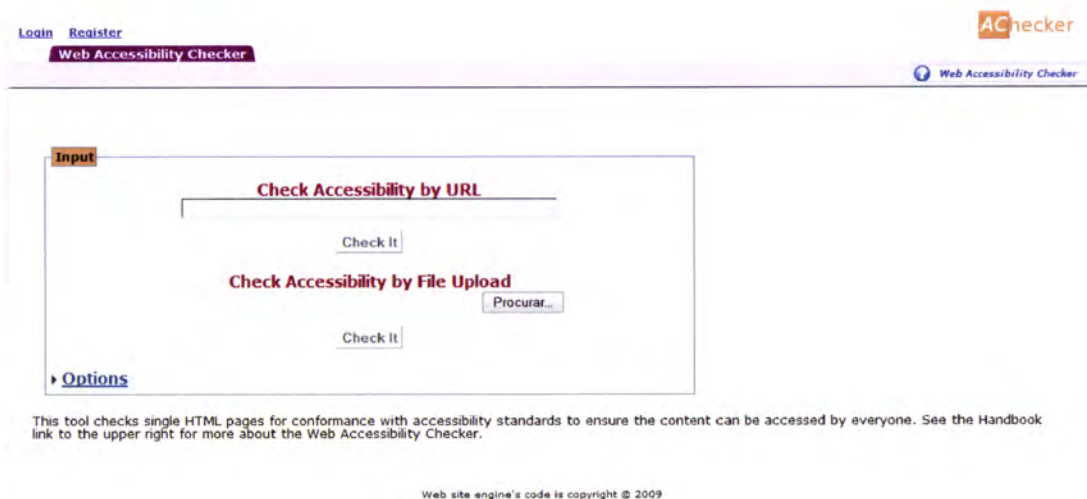 Login Register
AChecker
Web Accessibility Checker
Web Accessibility Checker
Input
Check Accessibility by URL
Check It
Check Accessibility by File Upload
Procurar...
Check It
Options
This tool checks single HTML pages for conformance with accessibility standards to ensure the content can be accessed by everyone. See the Handbook
link to the upper right for more about the Web Accessibility Checker.
Web site engine's code is copyright © 2009